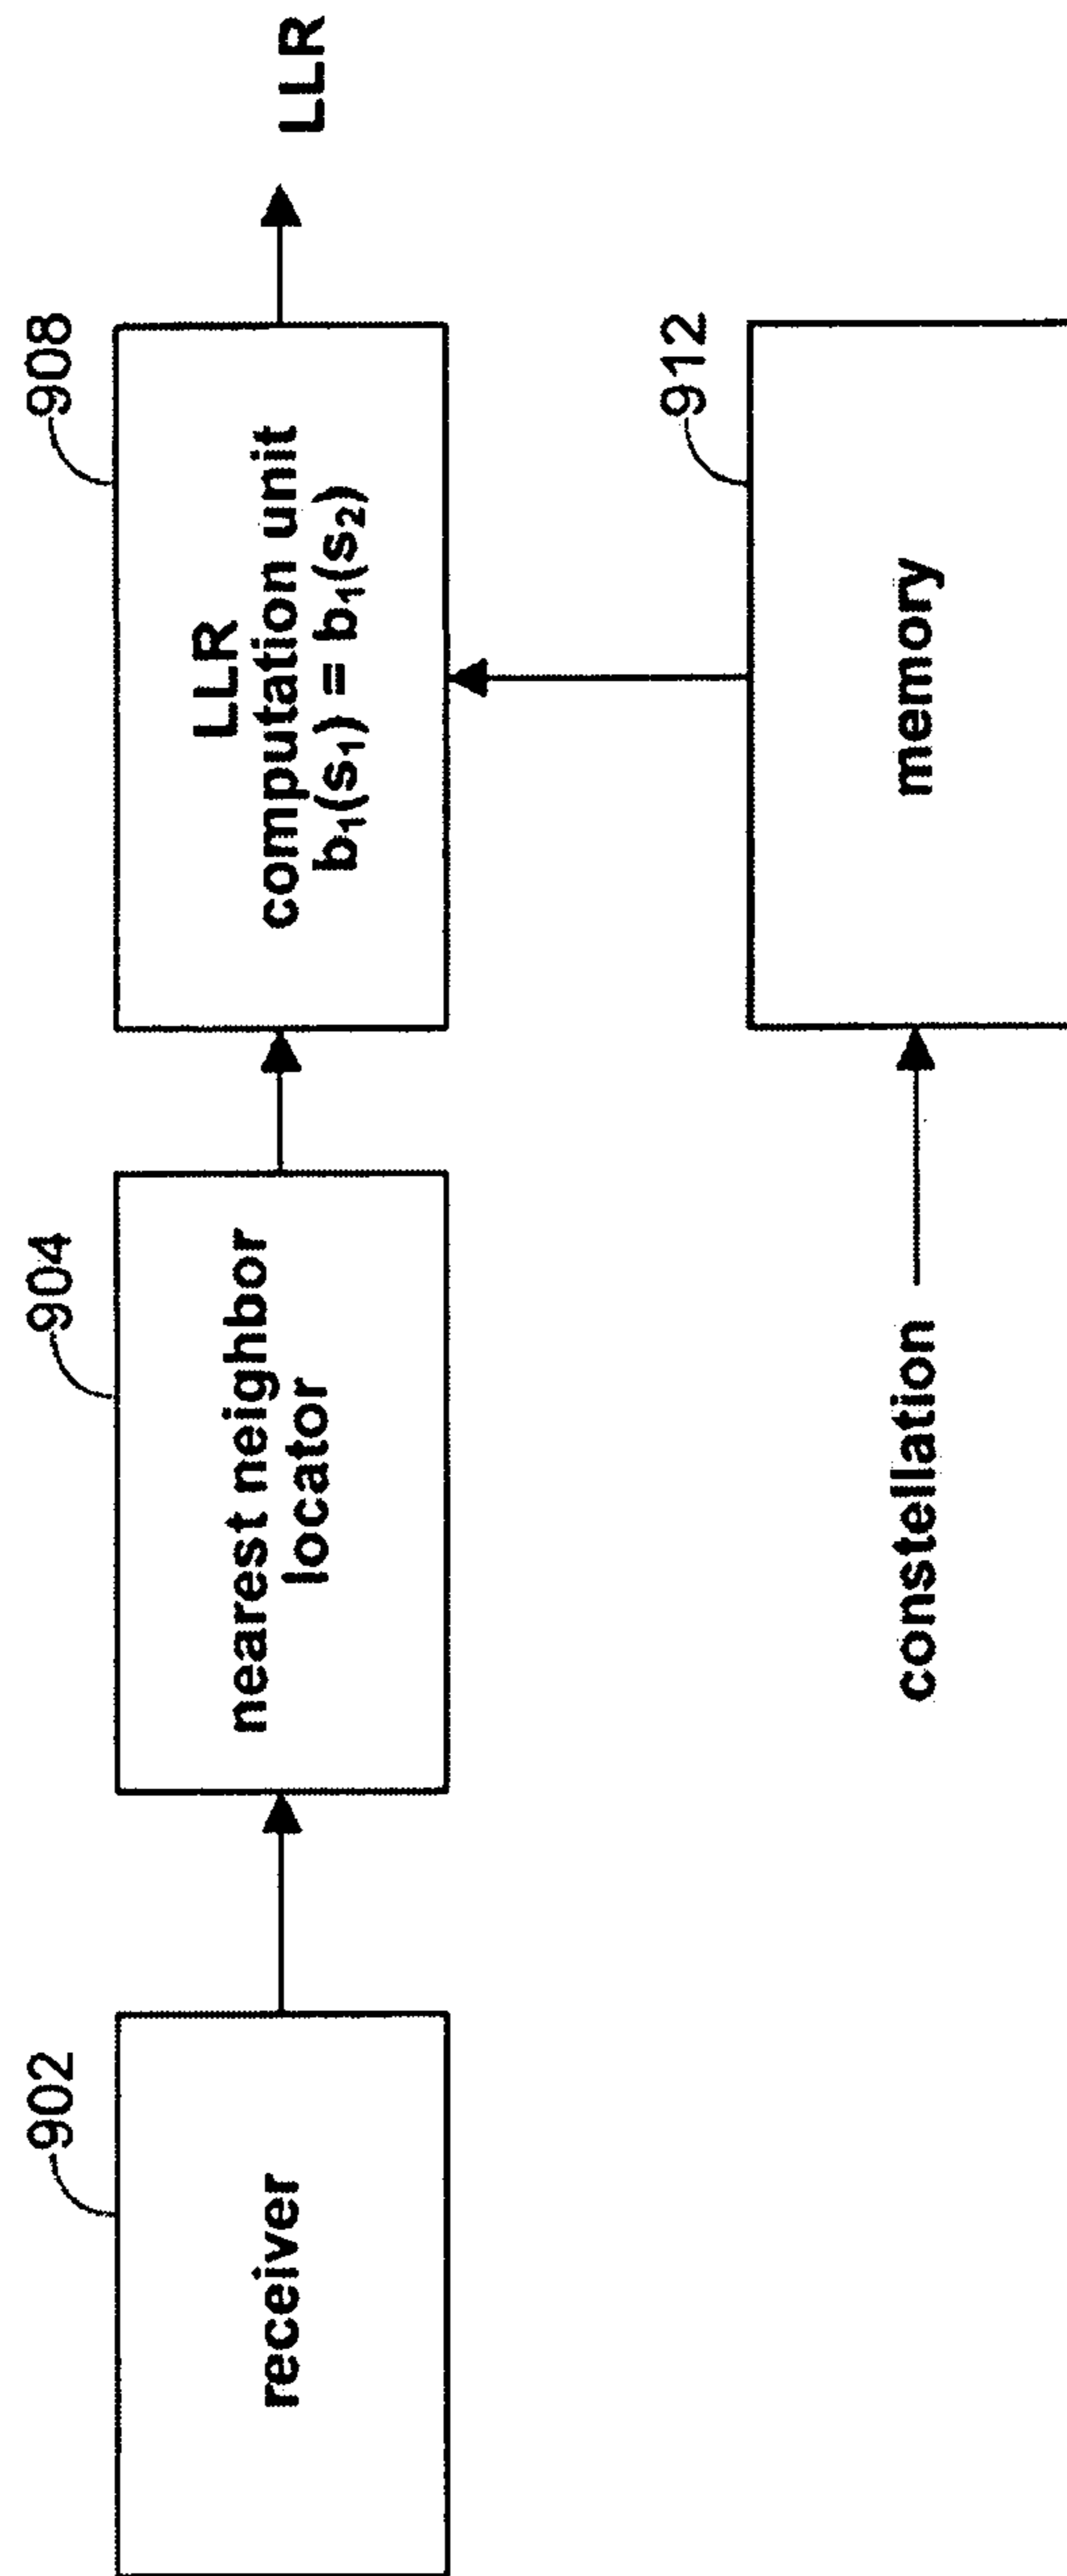 902
receiver
904
nearest neighbor
locator
908
LLR
computation unit
b₁(s₁) = b₁(s₂)
LLR
constellation
912
memory